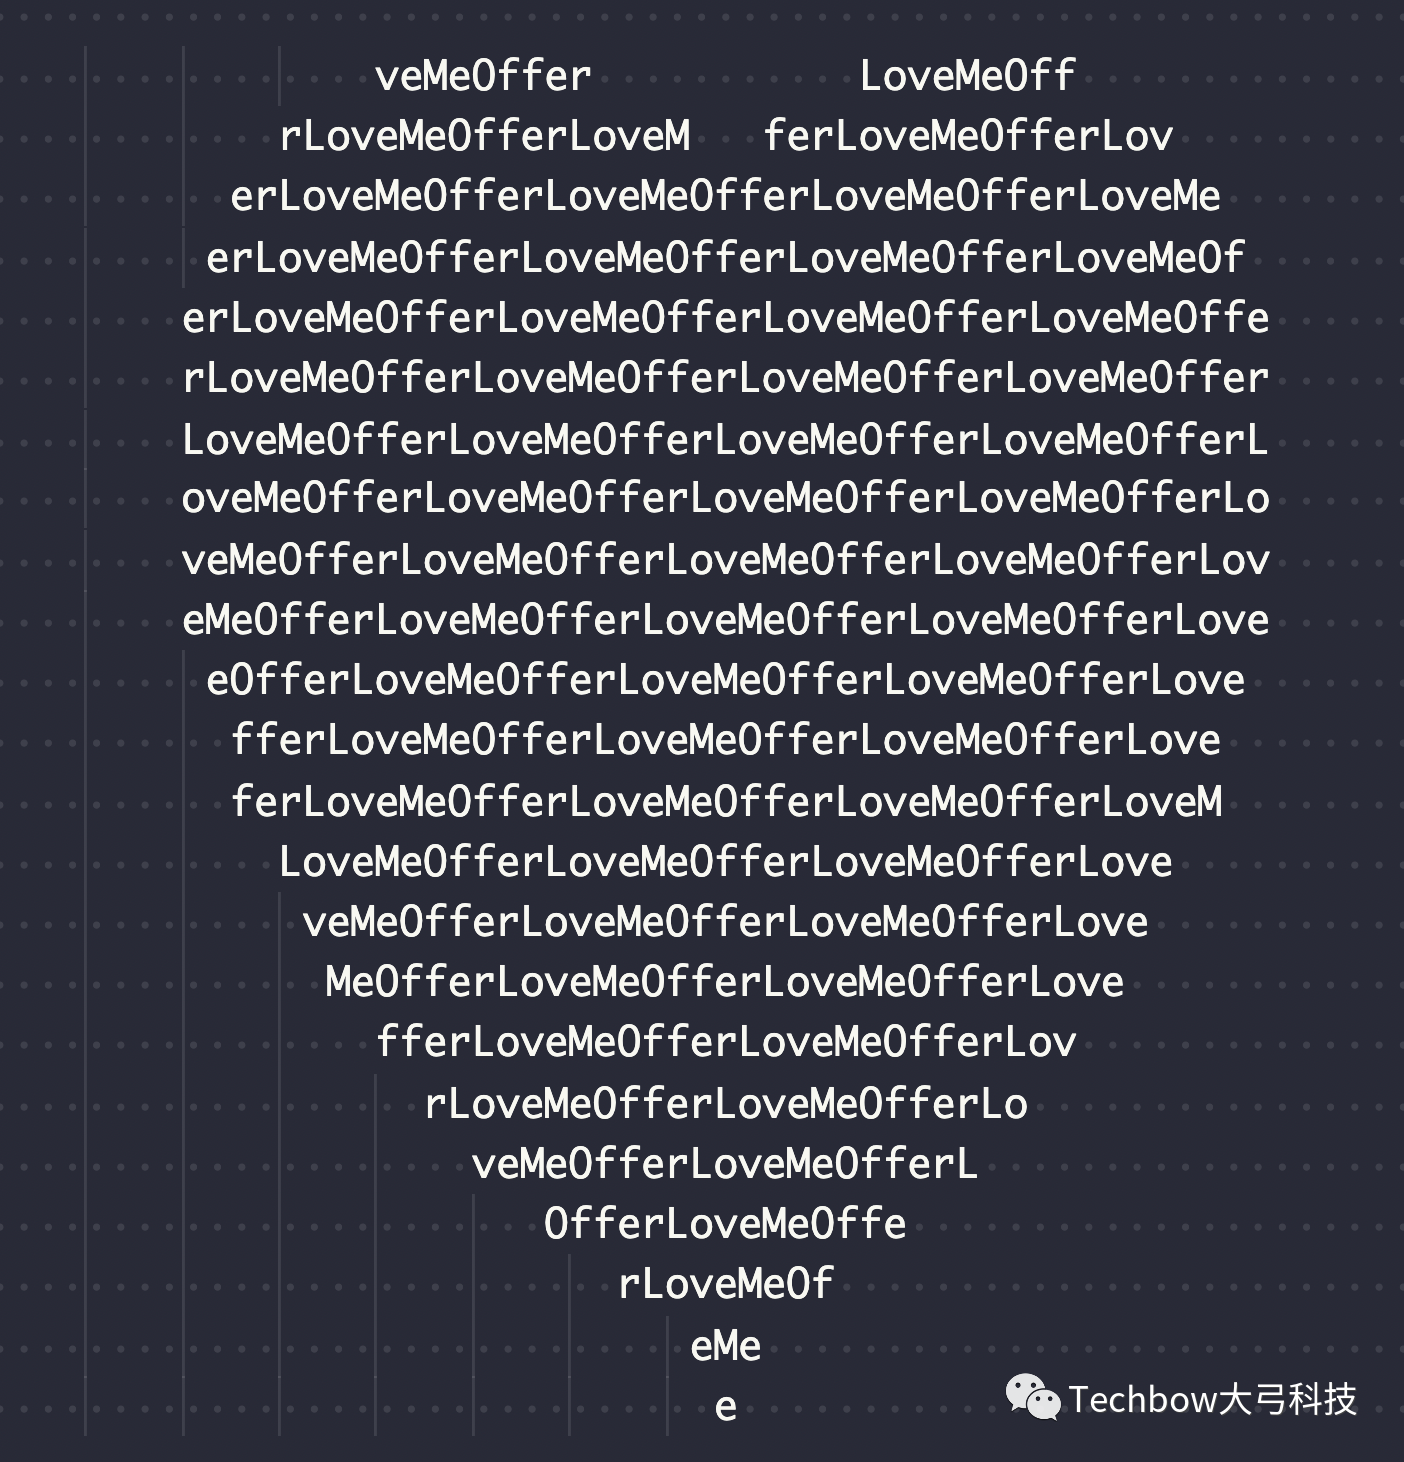 veMeOffer LoveMeOff
rLoveMeOfferLoveM ferLoveMeOfferLov
erLoveMeOfferLoveMeOfferLoveMeOfferLoveMe
erLoveMeOfferLoveMeOfferLoveMeOfferLoveMeOf
erLoveMeOfferLoveMeOfferLoveMeOfferLoveMeOffe
rLoveMeOfferLoveMeOfferLoveMeOfferLoveMeOffer
LoveMeOfferLoveMeOfferLoveMeOfferLoveMeOfferL
oveMeOfferLoveMeOfferLoveMeOfferLoveMeOfferLo
veMeOfferLoveMeOfferLoveMeOfferLoveMeOfferLov
eMeOfferLoveMeOfferLoveMeOfferLoveMeOfferLove
eOfferLoveMeOfferLoveMeOfferLoveMeOfferLove
fferLoveMeOfferLoveMeOfferLoveMeOfferLove
ferLoveMeOfferLoveMeOfferLoveMeOfferLoveM
LoveMeOfferLoveMeOfferLoveMeOfferLove
veMeOfferLoveMeOfferLoveMeOfferLove
MeOfferLoveMeOfferLoveMeOfferLove
fferLoveMeOfferLoveMeOfferLov
rLoveMeOfferLoveMeOfferLo
veMeOfferLoveMeOfferL
OfferLoveMeOffe
rLoveMeOf
eMe
e
Techbow大弓科技